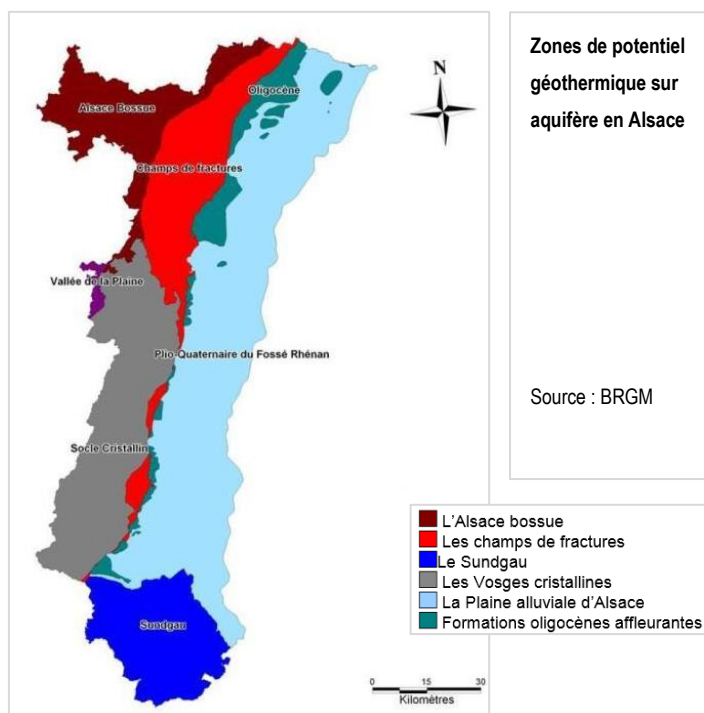 Zones de potentiel
géothermique sur
aquifère en Alsace
Source : BRGM
N
Oligocène
Alsace Bossue
Champs de fractures
Vallée de la Plaine
Plio-Quaternaire du Fossé Rhénan
Socle Cristallin
Sundgau
L'Alsace bossue
Les champs de fractures
Le Sundgau
Les Vosges cristallines
La Plaine alluviale d'Alsace
Formations oligocènes affleurantes
0 15 30
Kilomètres